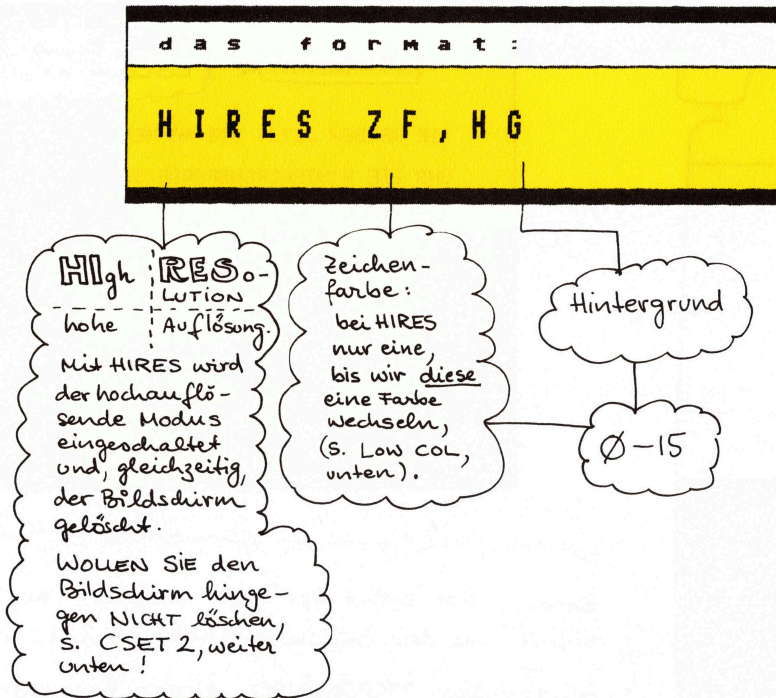 das format:
HIRES ZF,HG
HIgh RESo-
LUTION
hohe Auflösung.
Mit HIRES wird
der hochauflö-
sende Modus
eingeschaltet
und, gleichzeitig,
der Bildschirm
gelöscht.
WOLLEN SIE den
Bildschirm hinge-
gen NICHT löschen,
s. CSET 2, weiter
unten!
Zeichen-
farbe:
bei HIRES
nur eine,
bis wir diese
eine Farbe
wechseln,
(s. LOW COL,
unten).
Hintergrund
Ø-15